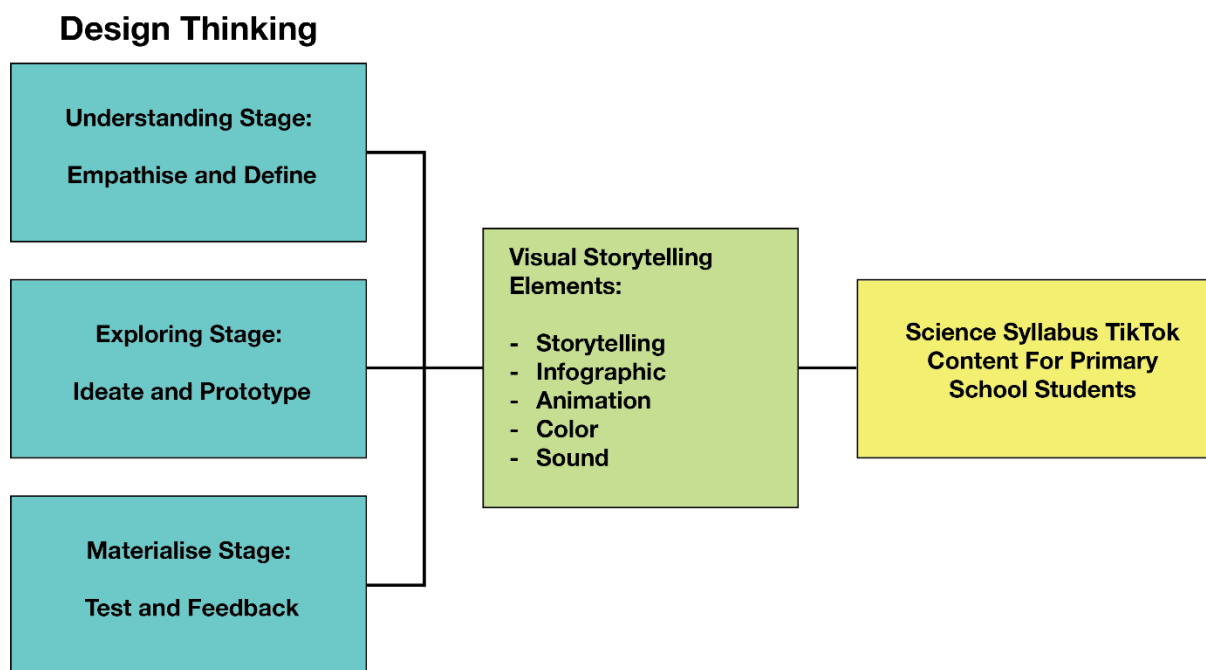 Design Thinking
Understanding Stage:
Empathise and Define
Exploring Stage:
Ideate and Prototype
Materialise Stage:
Test and Feedback
Visual Storytelling
Elements:
- Storytelling
- Infographic
- Animation
- Color
- Sound
Science Syllabus TikTok
Content For Primary
School Students